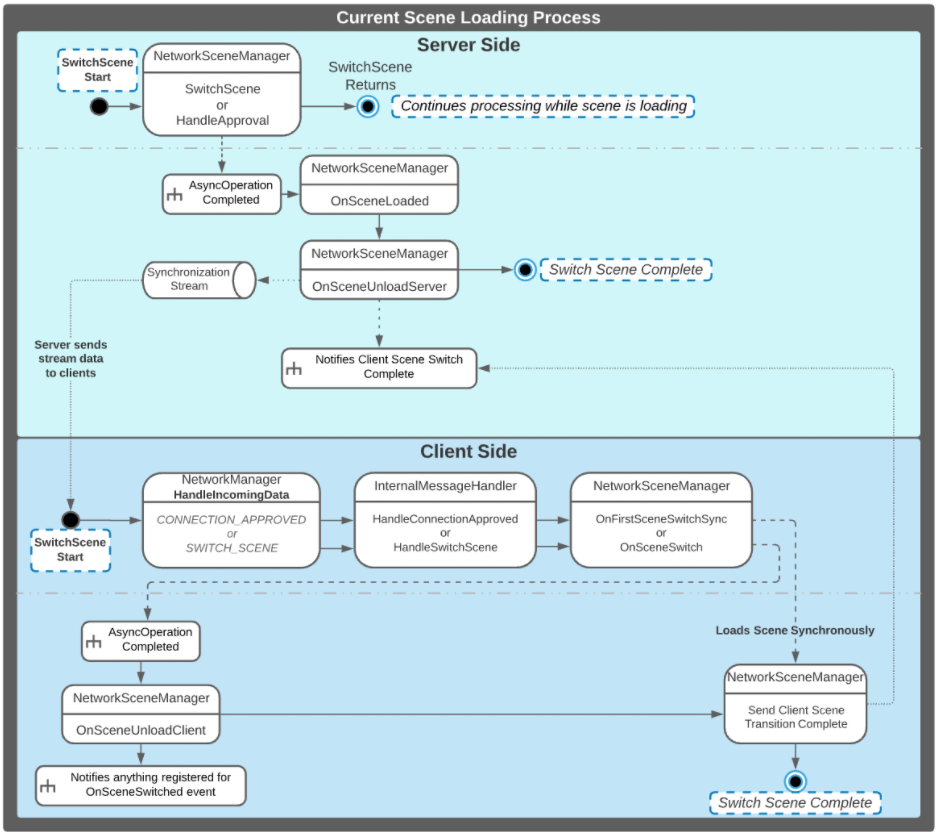 Current Scene Loading Process
Server Side
SwitchScene
Start
NetworkSceneManager
SwitchScene
or
HandleApproval
SwitchScene
Returns
Continues processing while scene is loading
AsyncOperation
Completed
NetworkSceneManager
OnSceneLoaded
NetworkSceneManager
OnSceneUnloadServer
Switch Scene Complete
Synchronization
Stream
Server sends
stream data
to clients
Notifies Client Scene Switch
Complete
Client Side
SwitchScene
Start
NetworkManager
HandleIncomingData
CONNECTION_APPROVED
or
SWITCH_SCENE
InternalMessageHandler
HandleConnectionApproved
or
HandleSwitchScene
NetworkSceneManager
OnFirstSceneSwitchSync
or
OnSceneSwitch
AsyncOperation
Completed
Loads Scene Synchronously
NetworkSceneManager
OnSceneUnloadClient
NetworkSceneManager
Send Client Scene
Transition Complete
Notifies anything registered for
OnSceneSwitched event
Switch Scene Complete